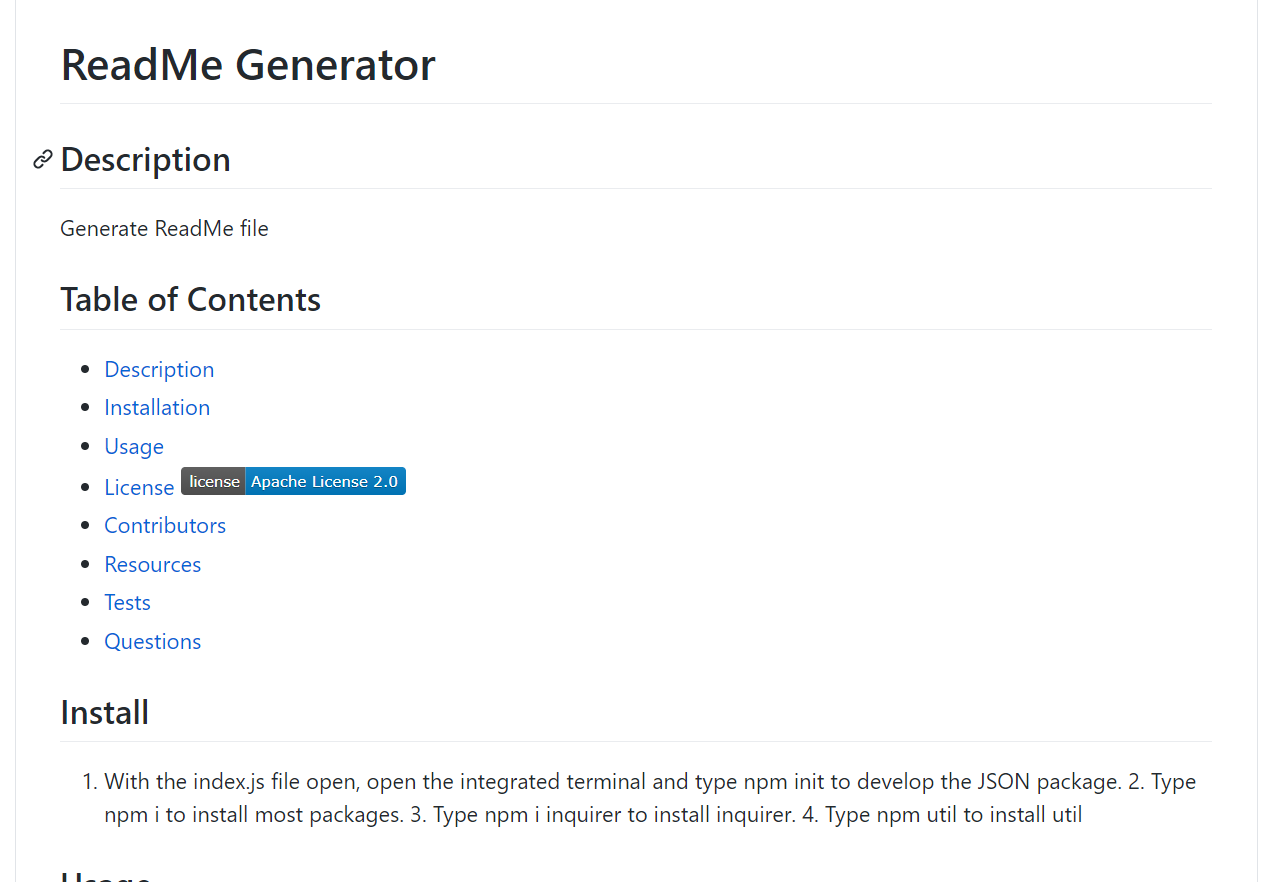 ReadMe Generator
Description
Generate ReadMe file
Table of Contents
Description
Installation
Usage
License license Apache License 2.0
Contributors
Resources
Tests
Questions
Install
1. With the index.js file open, open the integrated terminal and type npm init to develop the JSON package. 2. Type
npm i to install most packages. 3. Type npm i inquirer to install inquirer. 4. Type npm util to install util
Usage